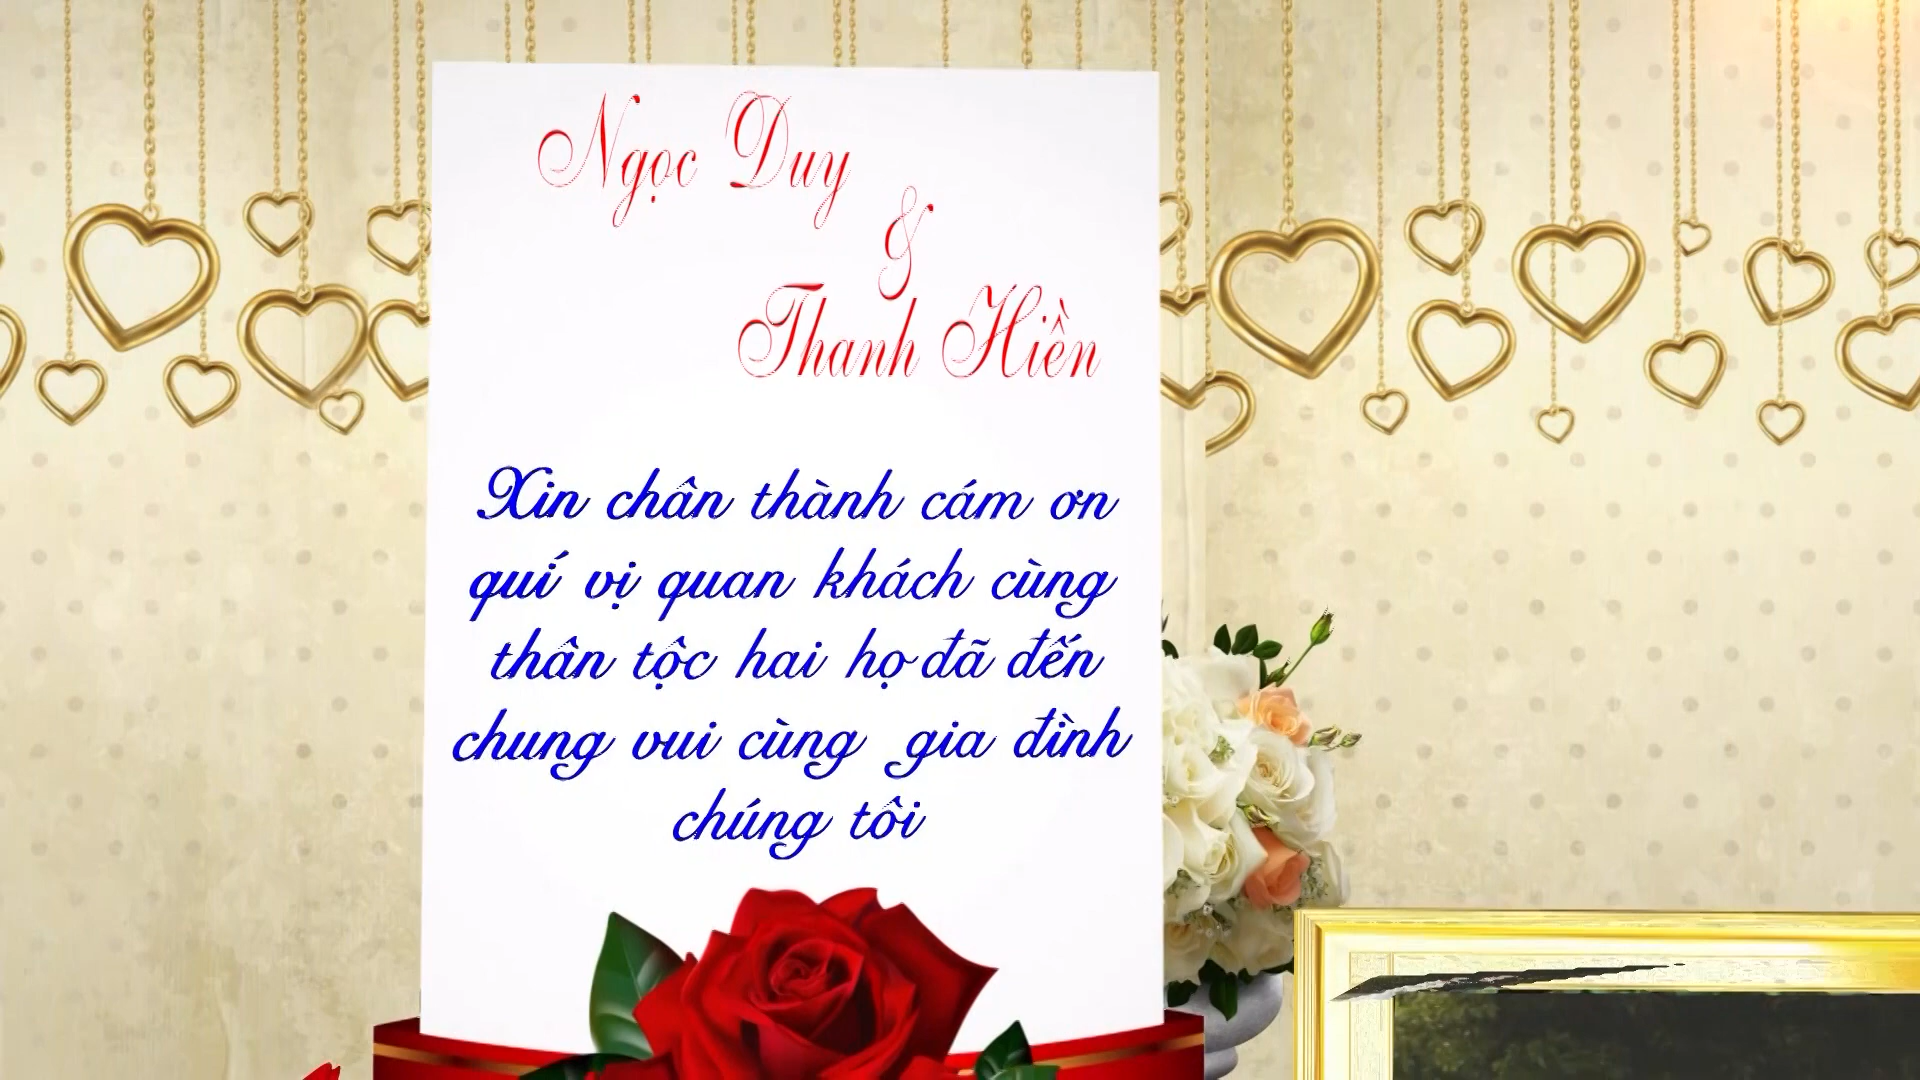 Ngọc Duy
&
Thanh Hiền
Xin chân thành cám ơn
quí vị quan khách cùng
thân tộc hai họ đã đến
chung vui cùng gia đình
chúng tôi